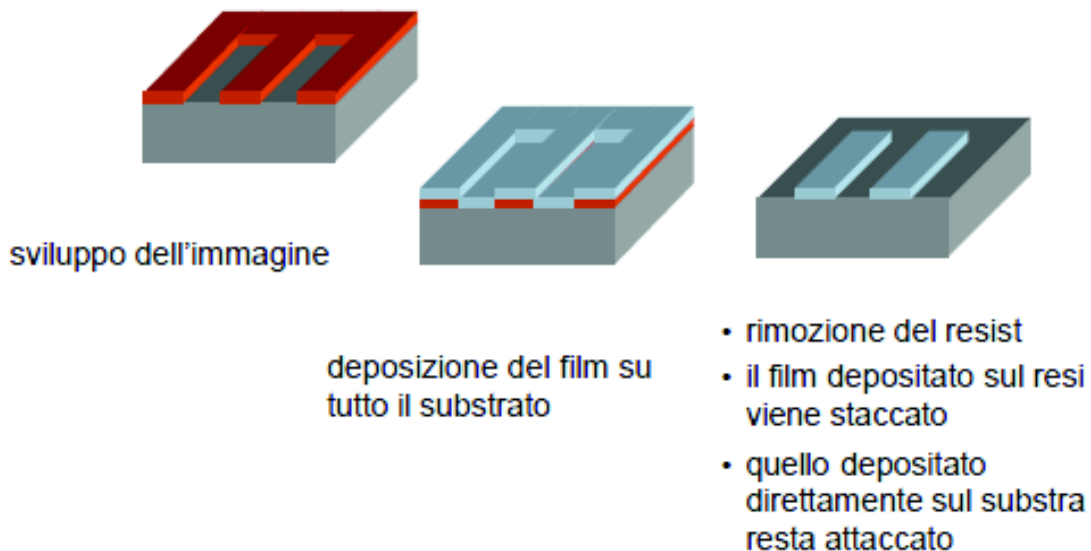 sviluppo dell'immagine
deposizione del film su
tutto il substrato
• rimozione del resist
• il film depositato sul resi
viene staccato
• quello depositato
direttamente sul substra
resta attaccato